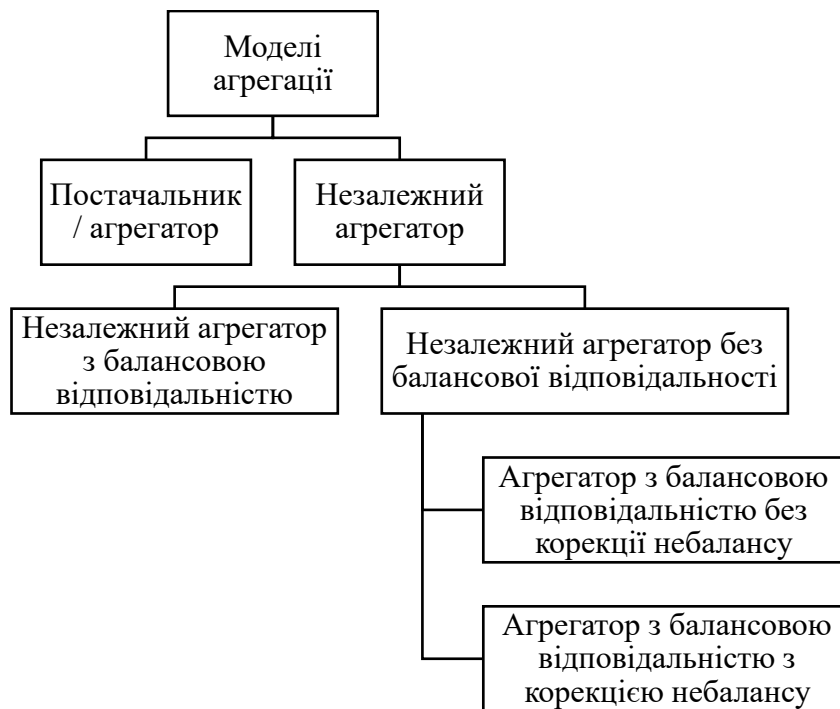 Моделі
агрегації
Постачальник
/ агрегатор
Незалежний
агрегатор
Незалежний агрегатор
з балансовою
відповідальністю
Незалежний агрегатор без
балансової відповідальності
Агрегатор з балансовою
відповідальністю без
корекції небалансу
Агрегатор з балансовою
відповідальністю з
корекцією небалансу